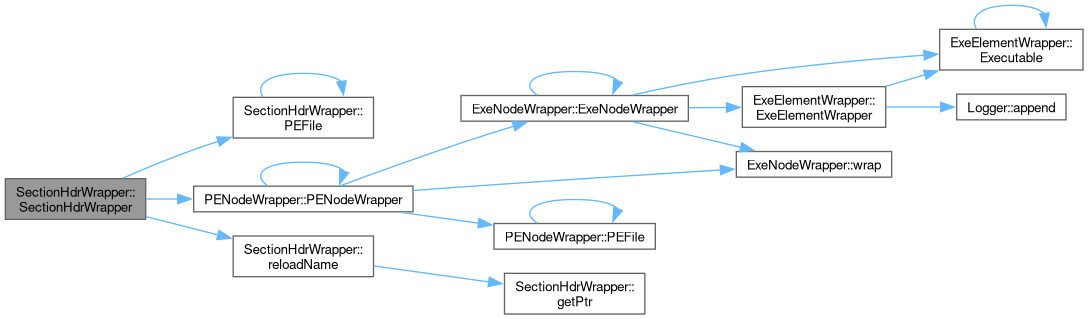 SectionHdrWrapper::
SectionHdrWrapper
SectionHdrWrapper::
PEFile
PENodeWrapper::PENodeWrapper
SectionHdrWrapper::
reloadName
ExeNodeWrapper::ExeNodeWrapper
PENodeWrapper::PEFile
SectionHdrWrapper::
getPtr
ExeElementWrapper::
ExeElementWrapper
ExeNodeWrapper::wrap
ExeElementWrapper::
Executable
Logger::append